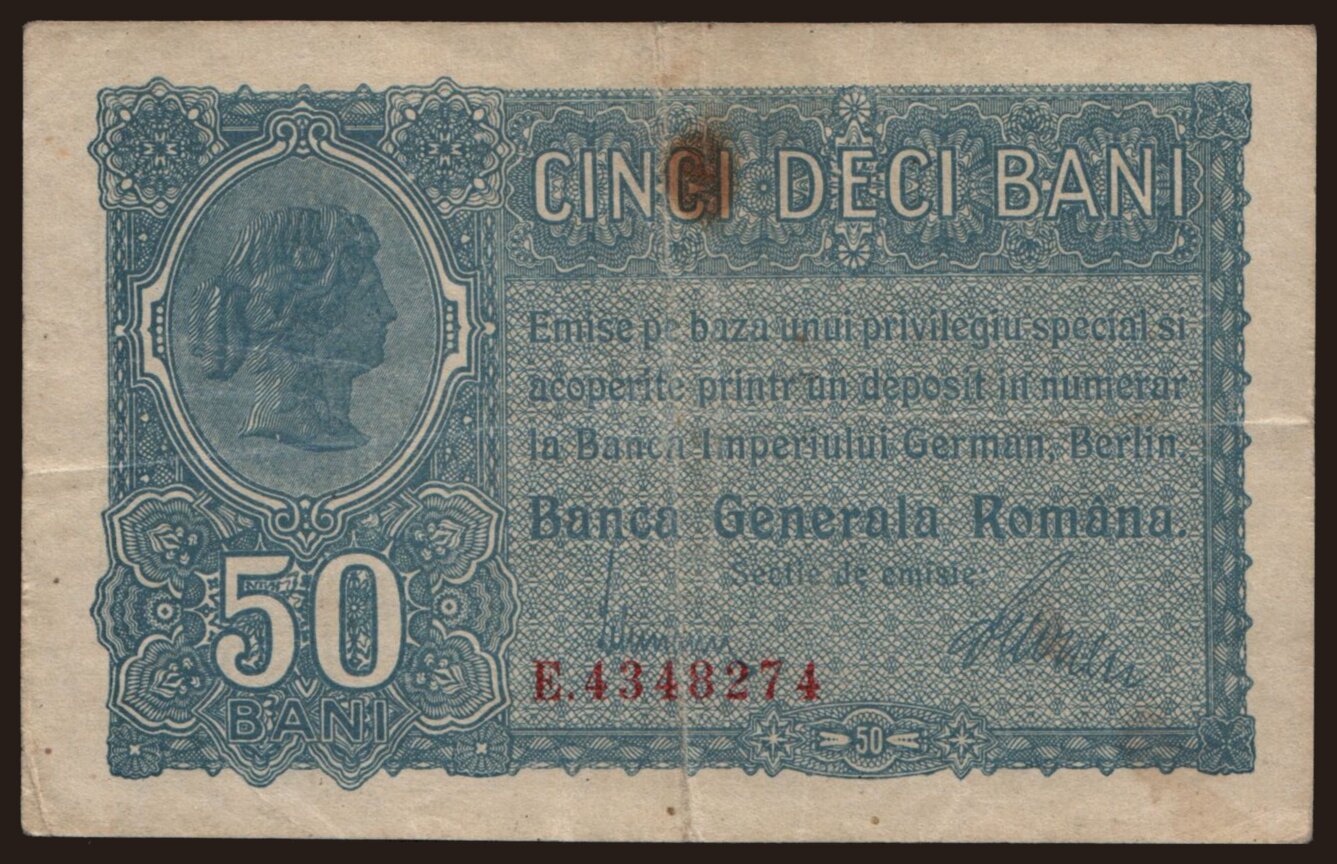 CINCI DECI BANI
Emise pe baza unui privilegiu special si
acoperite printr'un deposit in numerar
la Banca Imperiului German, Berlin.
Banca Generala Româna.
Sectie de emisie.
E.4348274
50
BANI
50